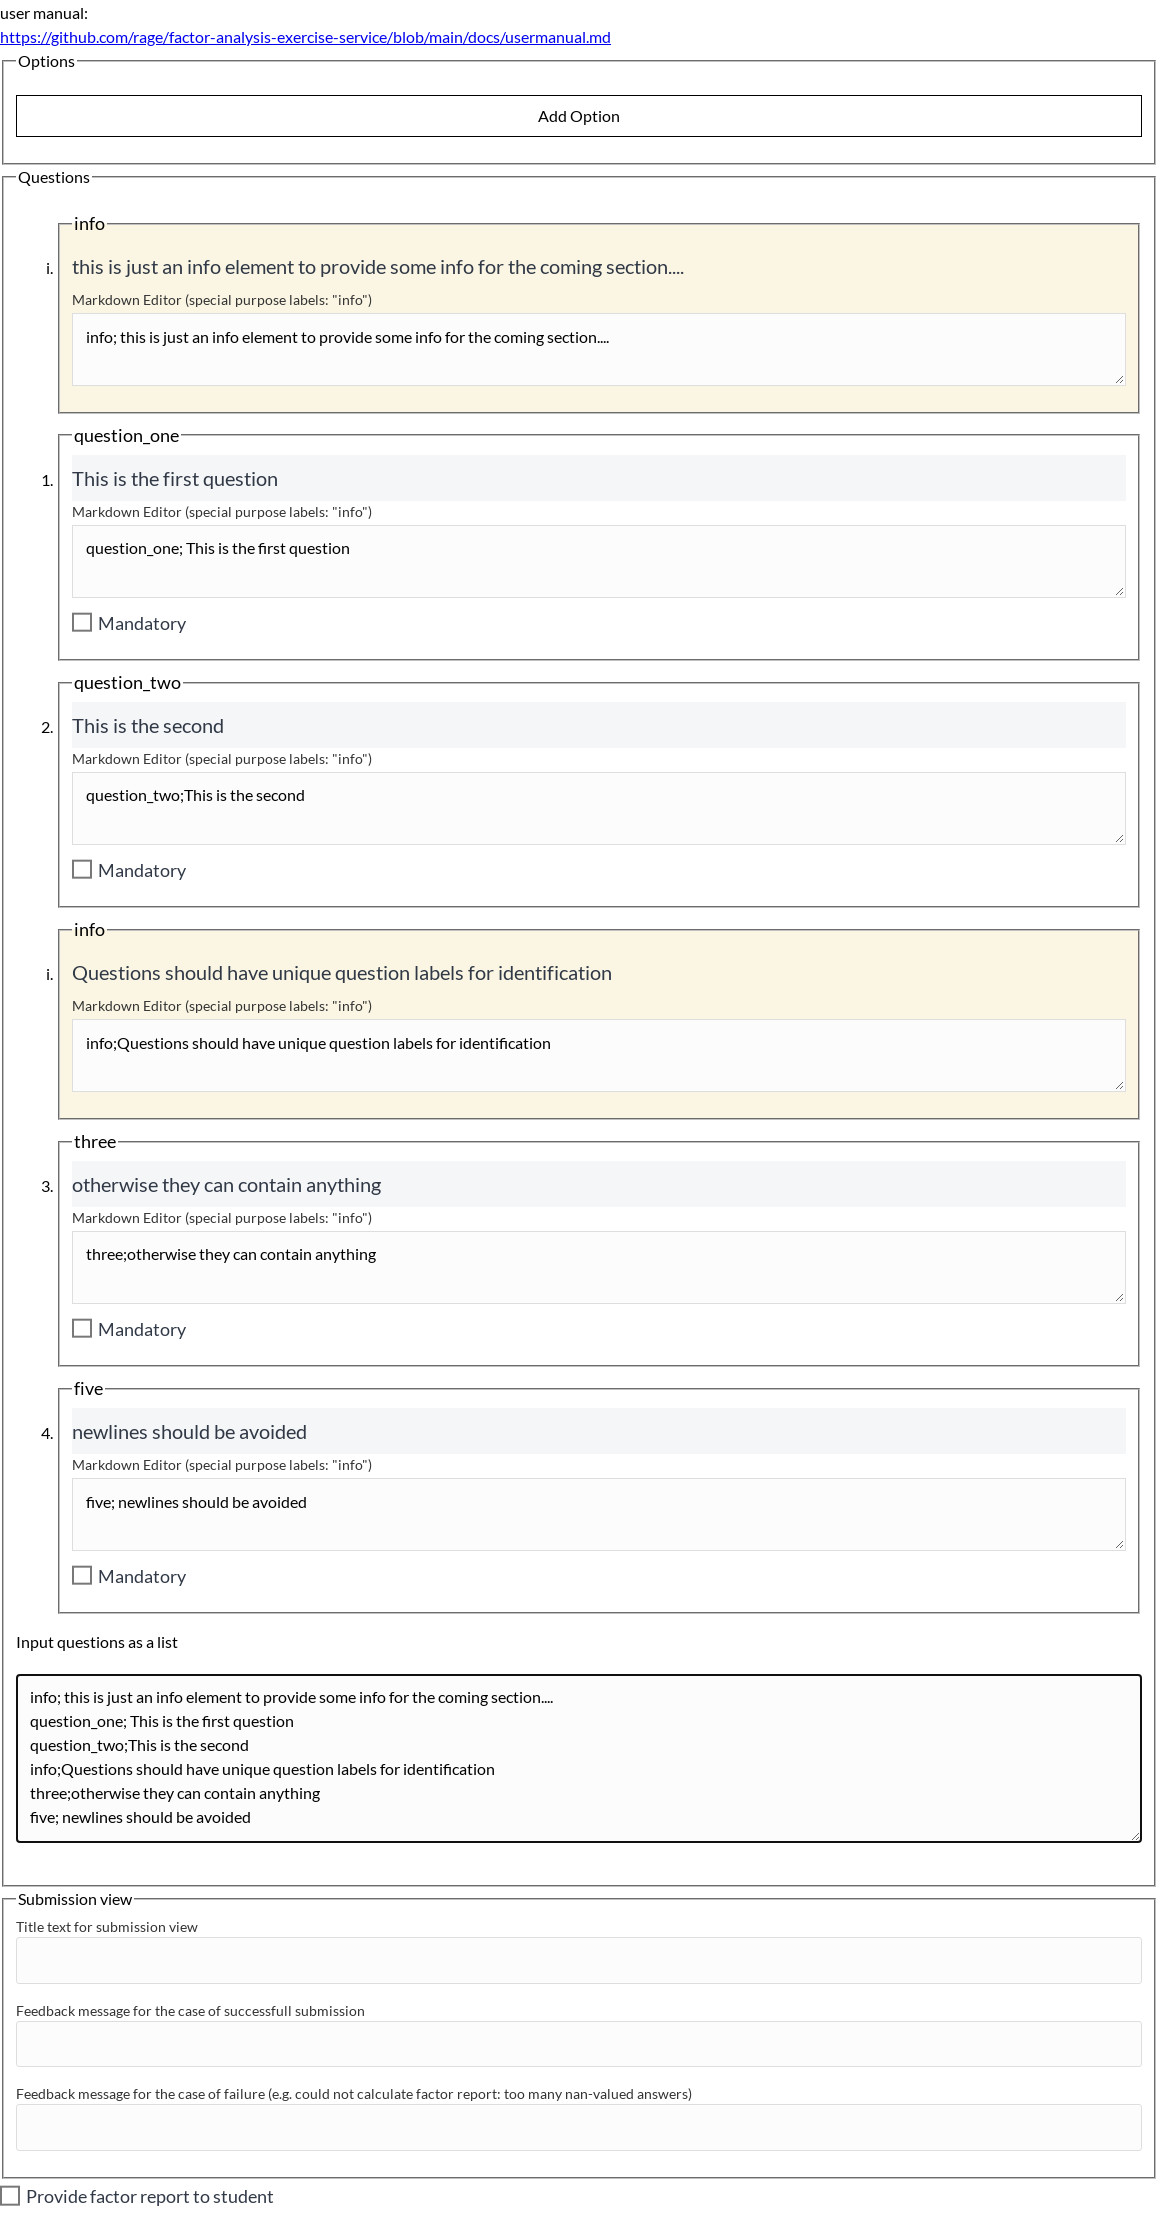 user manual:
https://github.com/rage/factor-analysis-exercise-service/blob/main/docs/usermanual.md
Options
Add Option
Questions
info
i.
this is just an info element to provide some info for the coming section....
Markdown Editor (special purpose labels: "info")
info; this is just an info element to provide some info for the coming section....
question_one
1.
This is the first question
Markdown Editor (special purpose labels: "info")
question_one; This is the first question
Mandatory
question_two
2.
This is the second
Markdown Editor (special purpose labels: "info")
question_two;This is the second
Mandatory
info
i.
Questions should have unique question labels for identification
Markdown Editor (special purpose labels: "info")
info;Questions should have unique question labels for identification
three
3.
otherwise they can contain anything
Markdown Editor (special purpose labels: "info")
three;otherwise they can contain anything
Mandatory
five
4.
newlines should be avoided
Markdown Editor (special purpose labels: "info")
five; newlines should be avoided
Mandatory
Input questions as a list
info; this is just an info element to provide some info for the coming section....
question_one; This is the first question
question_two;This is the second
info;Questions should have unique question labels for identification
three;otherwise they can contain anything
five; newlines should be avoided
Submission view
Title text for submission view
Feedback message for the case of successfull submission
Feedback message for the case of failure (e.g. could not calculate factor report: too many nan-valued answers)
Provide factor report to student